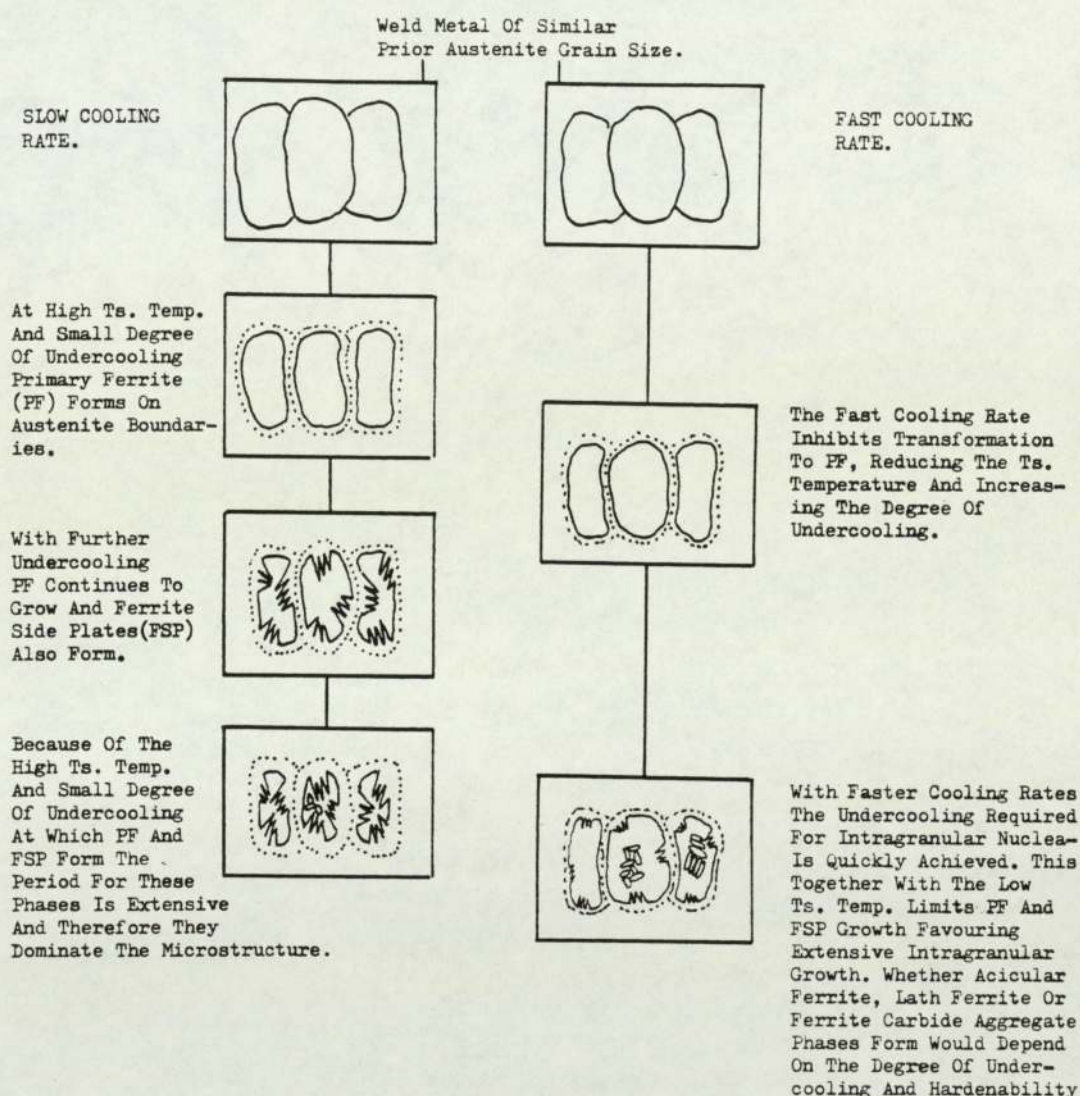 Weld Metal Of Similar
Prior Austenite Grain Size.
SLOW COOLING
RATE.
FAST COOLING
RATE.
At High Ts. Temp.
And Small Degree
Of Undercooling
Primary Ferrite
(PF) Forms On
Austenite Boundar-
ies.
The Fast Cooling Rate
Inhibits Transformation
To PF, Reducing The Ts.
Temperature And Increas-
ing The Degree Of
Undercooling.
With Further
Undercooling
PF Continues To
Grow And Ferrite
Side Plates(FSP)
Also Form.
Because Of The
High Ts. Temp.
And Small Degree
Of Undercooling
At Which PF And
FSP Form The
Period For These
Phases Is Extensive
And Therefore They
Dominate The Microstructure.
With Faster Cooling Rates
The Undercooling Required
For Intragranular Nuclea-
Is Quickly Achieved. This
Together With The Low
Ts. Temp. Limits PF And
FSP Growth Favouring
Extensive Intragranular
Growth. Whether Acicular
Ferrite, Lath Ferrite Or
Ferrite Carbide Aggregate
Phases Form Would Depend
On The Degree Of Under-
cooling And Hardenability